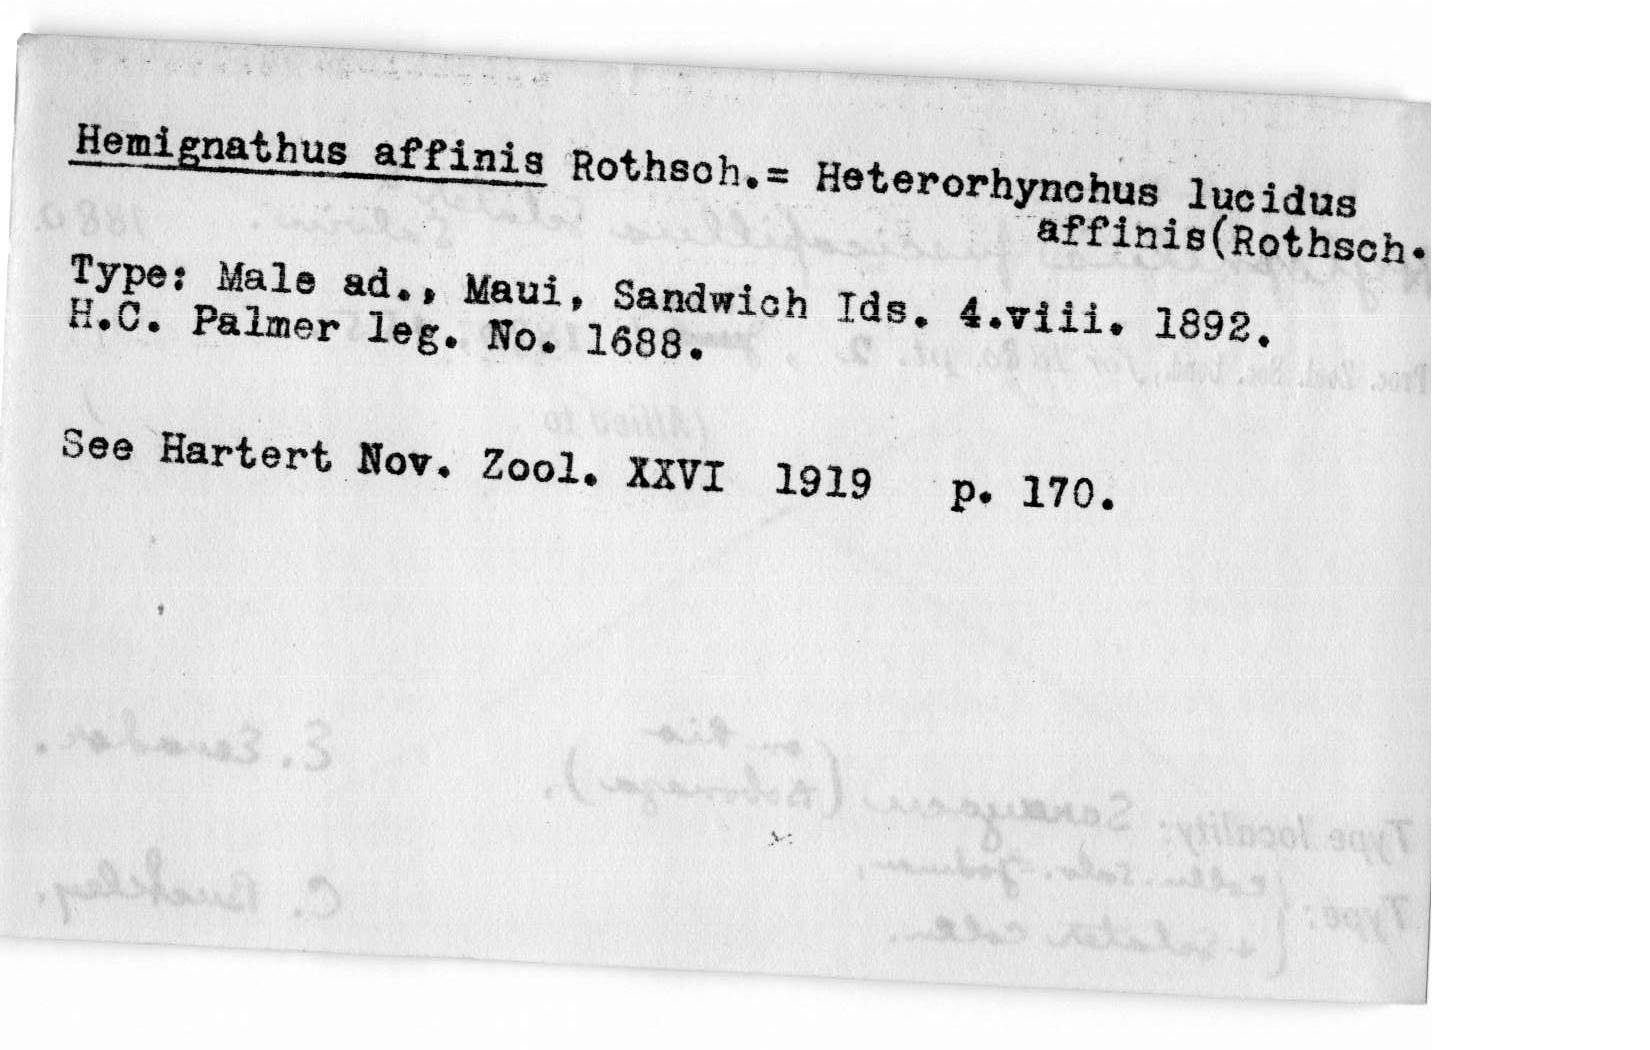 Hemignathus affinis Rothsch.= Heterorhynchus lucidus
affinis(Rothsch.
Type: Male ad., Maui, Sandwich Ids. 4.viii. 1892.
H.C. Palmer leg. No. 1688.
See Hartert Nov. Zool. XXVI 1919 p. 170.